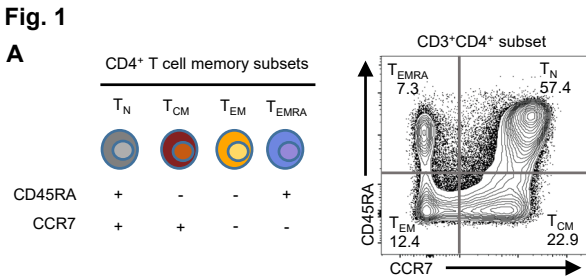 Fig. 1
A
CD4⁺ T cell memory subsets
T_N T_CM T_EM T_EMRA
CD45RA + - - +
CCR7 + + - -
CD3⁺CD4⁺ subset
T_EMRA
7.3
T_N
57.4
T_EM
12.4
T_CM
22.9
CD45RA
CCR7